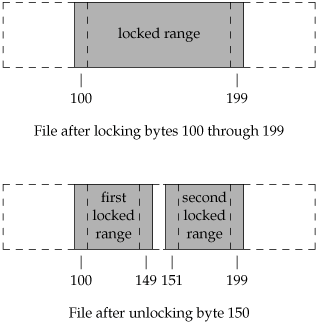 locked range
100 199
File after locking bytes 100 through 199
first second
locked locked
range range
100 149 151 199
File after unlocking byte 150